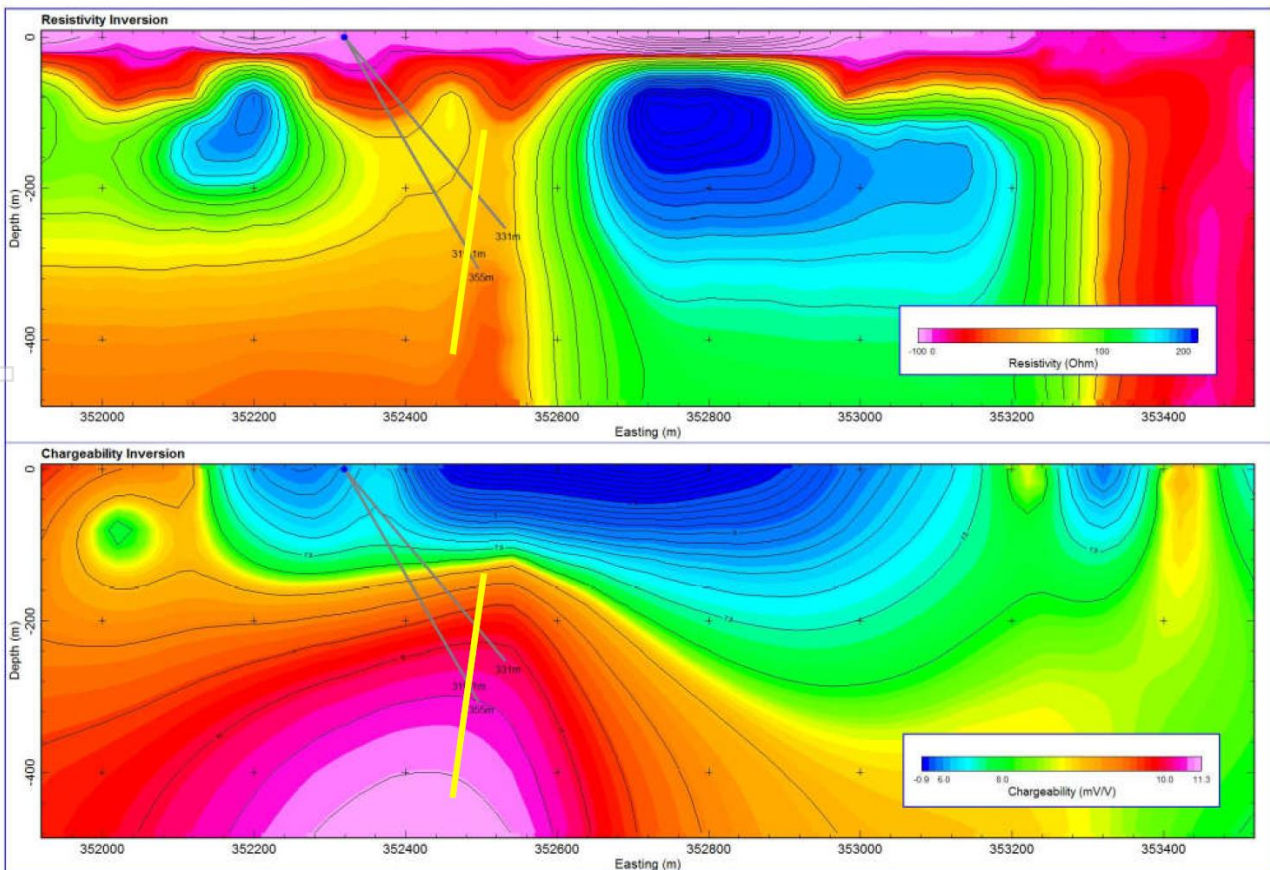 Resistivity Inversion
0
-200
-400
Depth (m)
331m
355m
-100 0 100 200
Resistivity (Ohm)
352000 352200 352400 352600 352800 353000 353200 353400
Easting (m)
Chargeability Inversion
0
-200
-400
Depth (m)
331m
355m
-0.9 6.0 8.0 10.0 11.3
Chargeability (mV/V)
352000 352200 352400 352600 352800 353000 353200 353400
Easting (m)